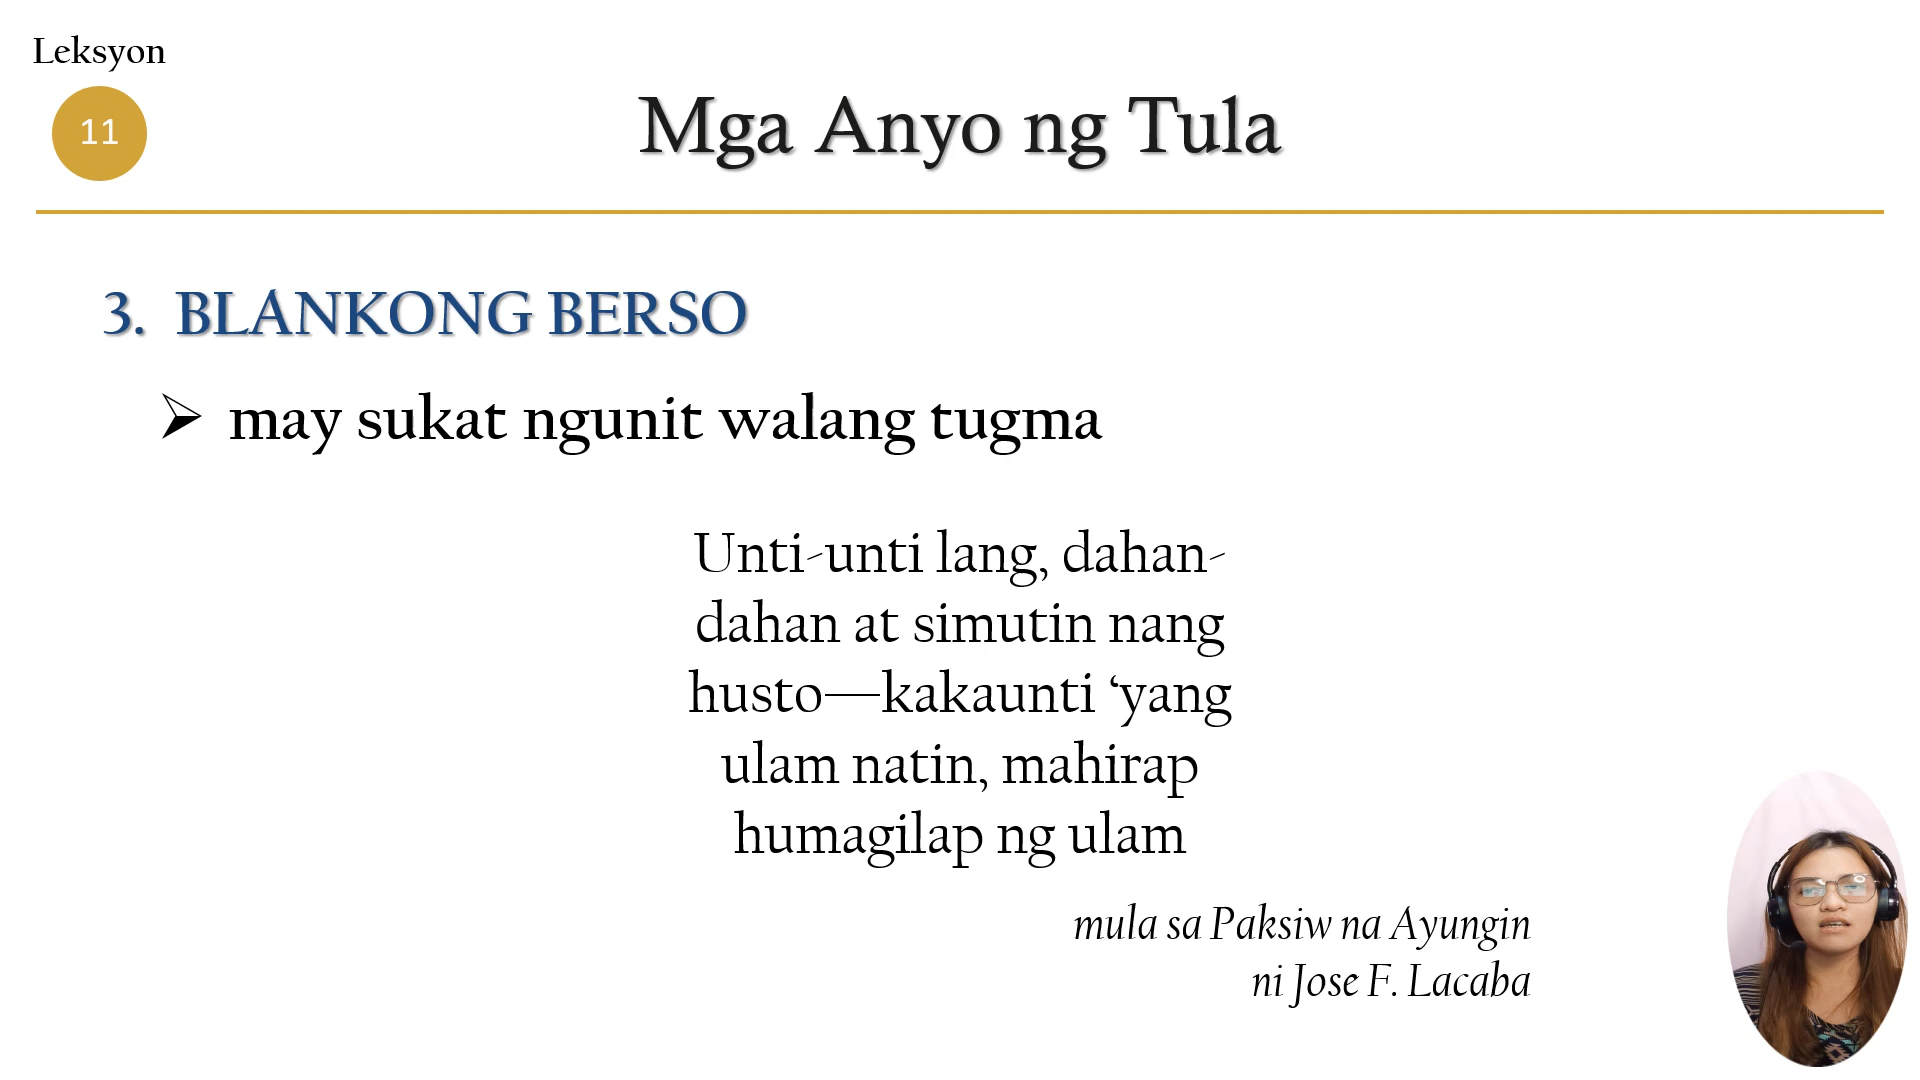 Leksyon
11
Mga Anyo ng Tula
3. BLANKONG BERSO
➢ may sukat ngunit walang tugma
Unti-unti lang, dahan-
dahan at simutin nang
husto—kakaunti ‘yang
ulam natin, mahirap
humagilap ng ulam
mula sa Paksiw na Ayungin
ni Jose F. Lacaba